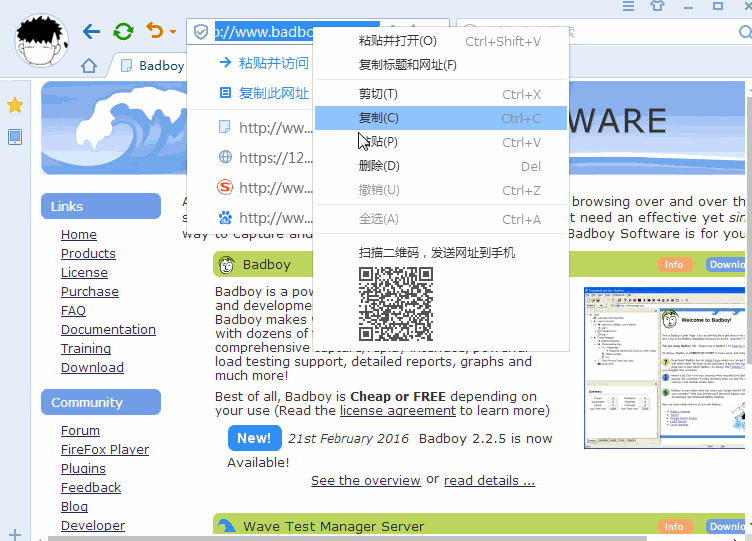 p://www.badbo
粘贴并打开(O) Ctrl+Shift+V
复制标题和网址(F)
剪切(T) Ctrl+X
复制(C) Ctrl+C
粘贴(P) Ctrl+V
删除(D) Del
撤销(U) Ctrl+Z
全选(A) Ctrl+A
扫描二维码，发送网址到手机
Badboy
粘贴并访问
复制此网址
http://ww...
https://12...
http://ww...
http://ww...
WARE
Links
Home
Products
License
Purchase
FAQ
Documentation
Training
Download
Community
Forum
FireFox Player
Plugins
Feedback
Blog
Developer
browsing over and over th
t need an effective yet sin
way to capture and
Badboy Software is for you
Badboy Info Downlo
Badboy is a pow
and developmen
Badboy makes
with dozens of
comprehensive capture/replay interface, powerful
load testing support, detailed reports, graphs and
much more!
Best of all, Badboy is Cheap or FREE depending on
your use (Read the license agreement to learn more)
New! 21st February 2016 Badboy 2.2.5 is now
Available!
See the overview or read details ...
Welcome to Badboy!
Wave Test Manager Server Info Downlo